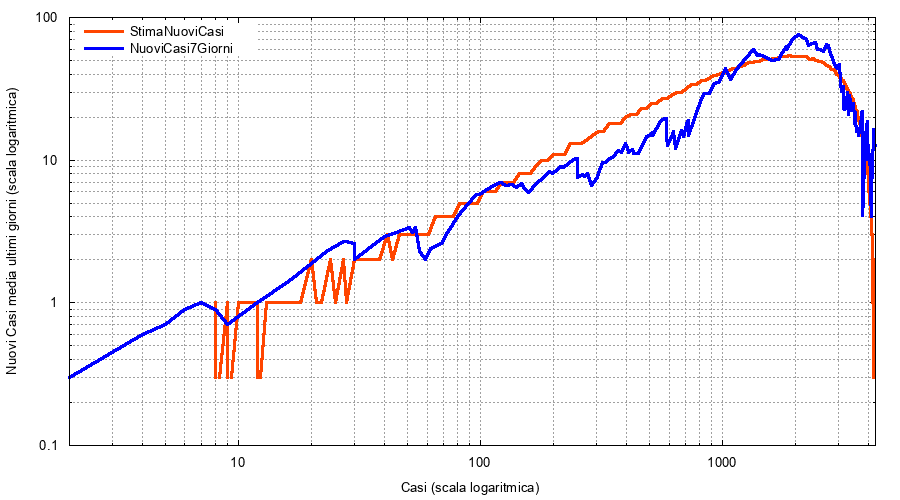 StimaNuoviCasi
NuoviCasi7Giorni
Nuovi Casi media ultimi giorni (scala logaritmica)
100
10
1
0.1
10
100
1000
Casi (scala logaritmica)